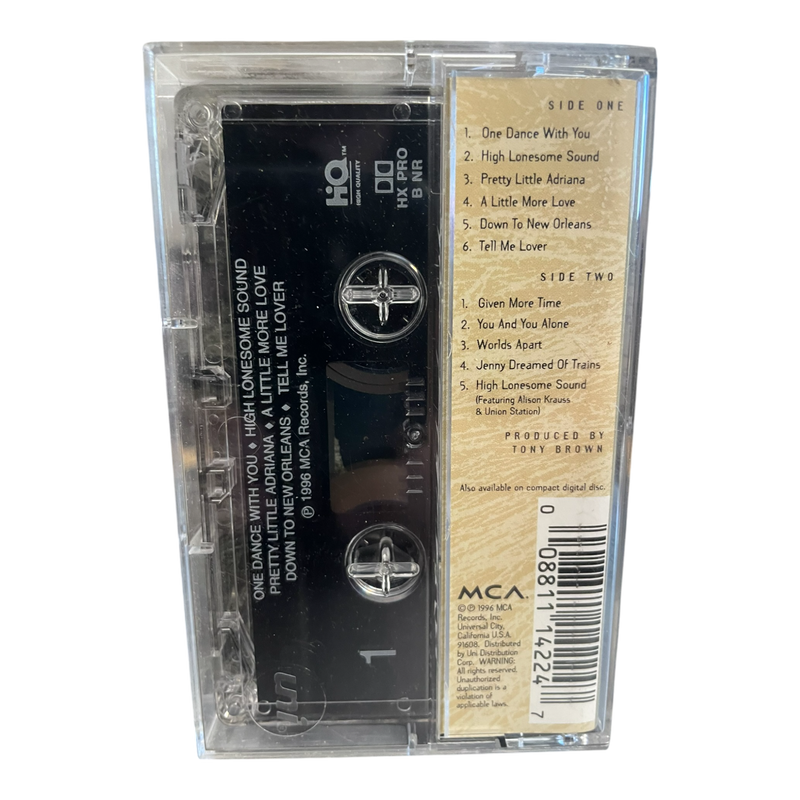 SIDE ONE
1. One Dance With You
2. High Lonesome Sound
3. Pretty Little Adriana
4. A Little More Love
5. Down To New Orleans
6. Tell Me Lover
SIDE TWO
1. Given More Time
2. You And You Alone
3. Worlds Apart
4. Jenny Dreamed Of Trains
5. High Lonesome Sound
(Featuring Alison Krauss
& Union Station)
PRODUCED BY
TONY BROWN
Also available on compact digital disc.
MCA.
©℗ 1996 MCA
Records, Inc.
Universal City,
California U.S.A.
91608. Distributed
by Uni Distribution
Corp. WARNING:
All rights reserved.
Unauthorized
duplication is a
violation of
applicable laws.
0 08811 14224 7
HQ™
HIGH QUALITY
HX PRO
B NR
ONE DANCE WITH YOU ♦ HIGH LONESOME SOUND
PRETTY LITTLE ADRIANA ♦ A LITTLE MORE LOVE
DOWN TO NEW ORLEANS ♦ TELL ME LOVER
℗ 1996 MCA Records, Inc.
1